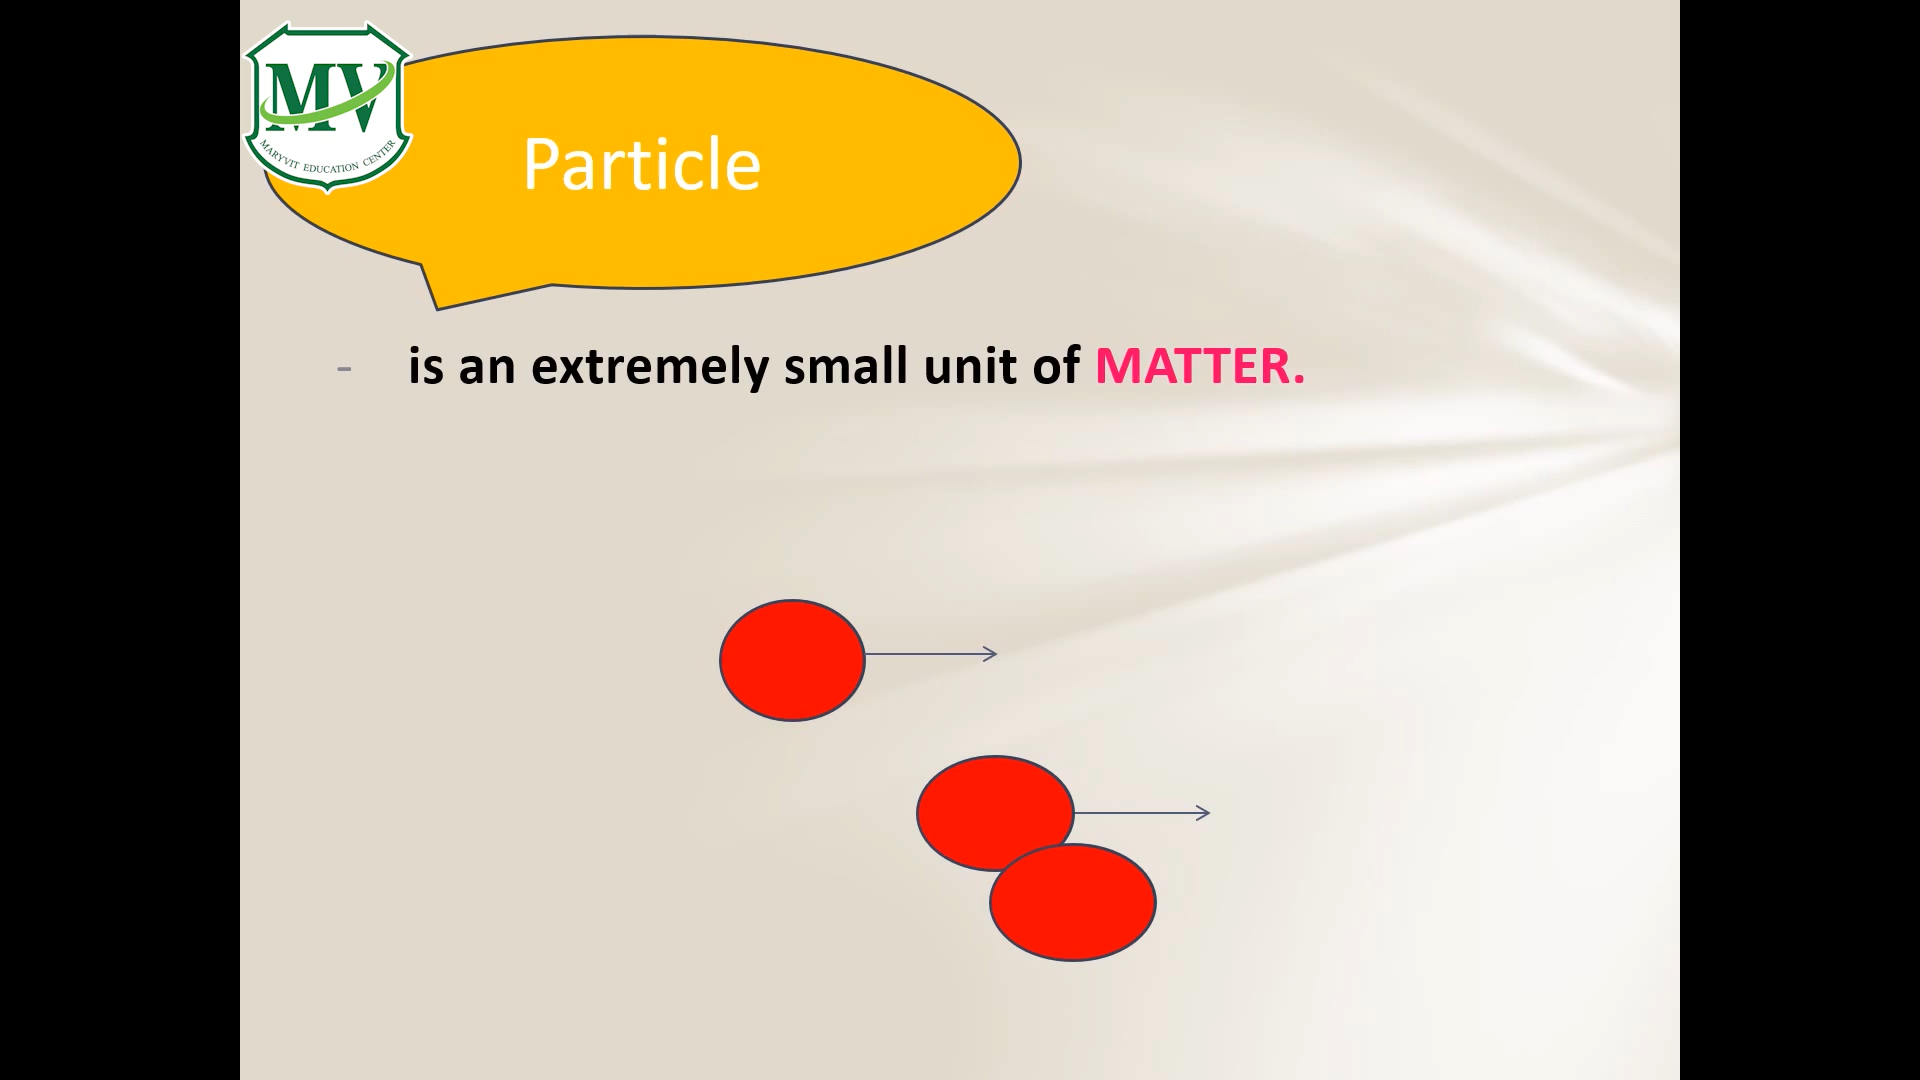 MV
MARYVIT EDUCATION CENTER
Particle
- is an extremely small unit of MATTER.